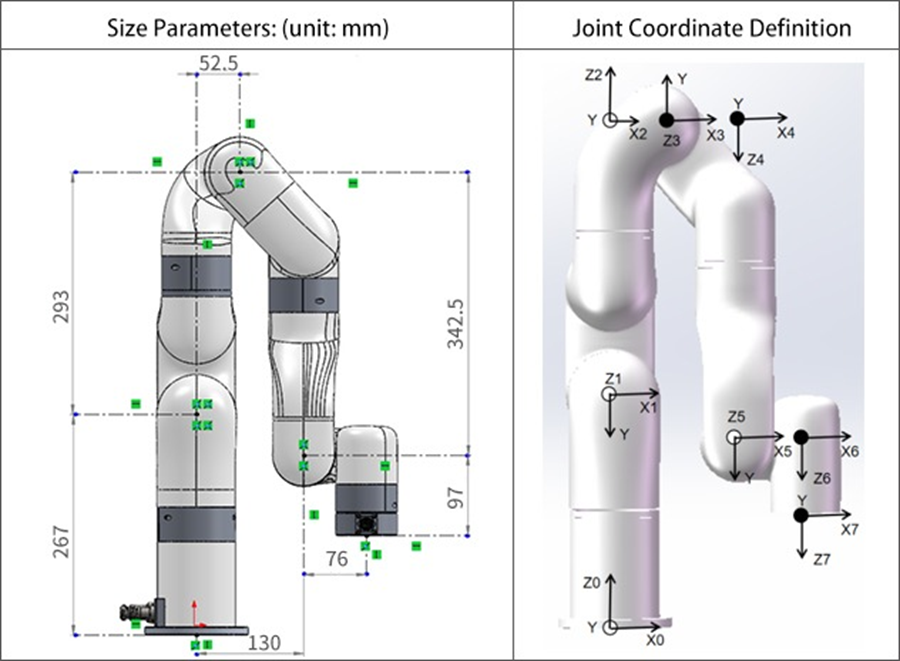 Size Parameters: (unit: mm)
Joint Coordinate Definition
52.5
293
342.5
267
97
76
130
Z2
Y
Y
X2
Z3
X3
Y
X4
Z4
Z1
X1
Y
Z5
X5
Y
X6
Z6
Y
X7
Z7
Z0
Y
X0